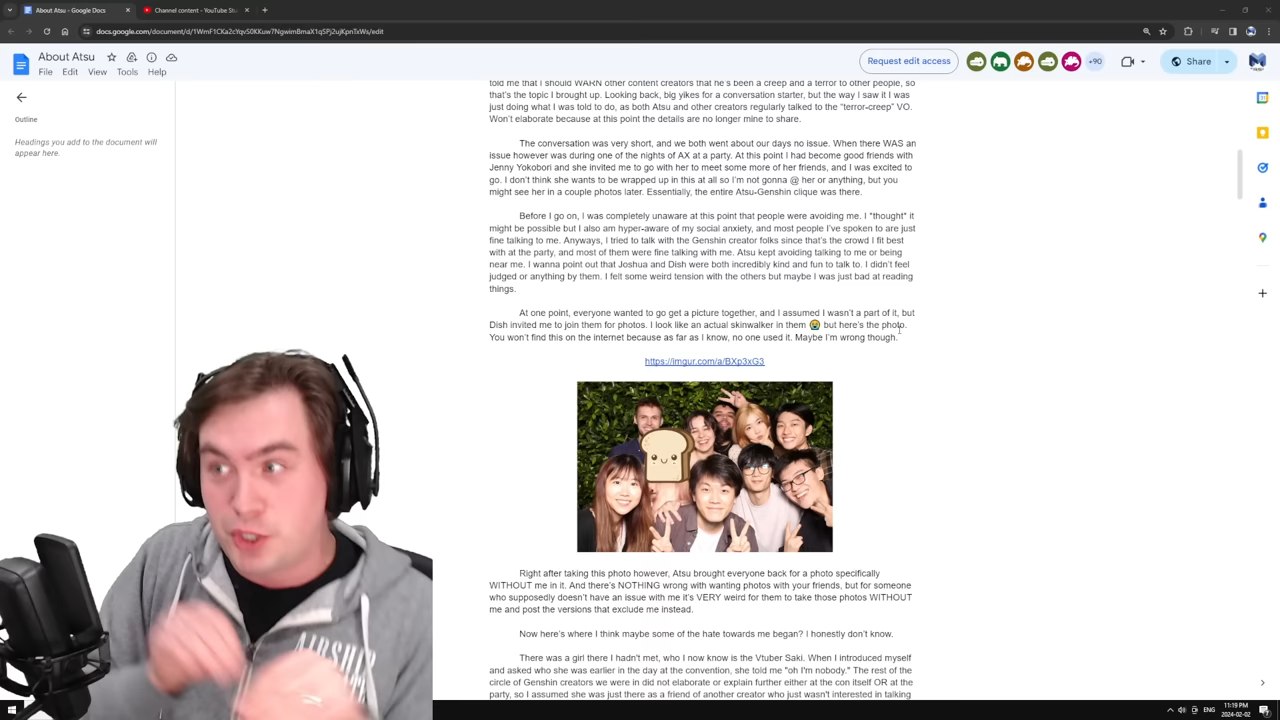 About Atsu - Google Docs
Channel content - YouTube St
docs.google.com/document/d/
About Atsu
File Edit View Tools Help
Request edit access
+90
Share
Outline
Headings you add to the document will
appear here.
told me that I should WARN other content creators that he's been a creep and a terror to other people, so
that's the topic I brought up. Looking back, big yikes for a conversation starter, but the way I saw it I was
just doing what I was told to do, as both Atsu and other creators regularly talked to the “terror-creep” VO.
Won't elaborate because at this point the details are no longer mine to share.
The conversation was very short, and we both went about our days no issue. When there WAS an
issue however was during one of the nights of AX at a party. At this point I had become good friends with
Jenny Yokobori and she invited me to go with her to meet some more of her friends, and I was excited to
go. I don't think she wants to be wrapped up in this at all so I'm not gonna @ her or anything, but you
might see her in a couple photos later. Essentially, the entire Atsu-Genshin clique was there.
Before I go on, I was completely unaware at this point that people were avoiding me. I *thought* it
might be possible but I also am hyper-aware of my social anxiety, and most people I've spoken to are just
fine talking to me. Anyways, I tried to talk with the Genshin creator folks since that's the crowd I fit best
with at the party, and most of them were fine talking with me. Atsu kept avoiding talking to me or being
near me. I wanna point out that Joshua and Dish were both incredibly kind and fun to talk to. I didn't feel
judged or anything by them. I felt some weird tension with the others but maybe I was just bad at reading
things.
At one point, everyone wanted to go get a picture together, and I assumed I wasn't a part of it, but
Dish invited me to join them for photos. I look like an actual skinwalker in them 😭 but here's the photo.
You won't find this on the internet because as far as I know, no one used it. Maybe I'm wrong though.
https://imgur.com/a/BXp3xG3
Right after taking this photo however, Atsu brought everyone back for a photo specifically
WITHOUT me in it. And there's NOTHING wrong with wanting photos with your friends, but for someone
who supposedly doesn't have an issue with me it's VERY weird for them to take those photos WITHOUT
me and post the versions that exclude me instead.
Now here's where I think maybe some of the hate towards me began? I honestly don't know.
There was a girl there I hadn't met, who I now know is the Vtuber Saki. When I introduced myself
and asked who she was earlier in the day at the convention, she told me "oh I'm nobody." The rest of the
circle of Genshin creators we were in did not elaborate or explain further either at the con itself OR at the
party, so I assumed she was just there as a friend of another creator who just wasn't interested in talking
ENG
11:19 PM
2024-02-02